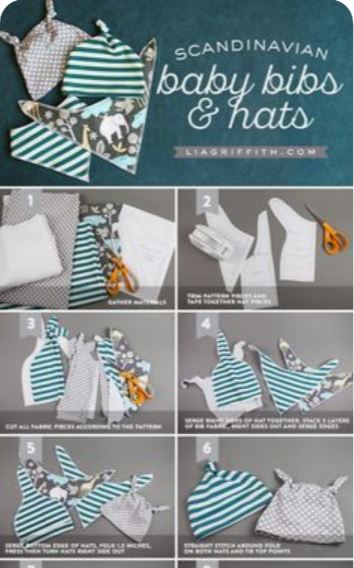 SCANDINAVIAN
baby bibs
& hats
LIAGRIFFITH.COM
1
GATHER MATERIALS
2
TRIM PATTERN PIECES AND
TAPE TOGETHER HAT PIECES
3
CUT ALL FABRIC PIECES ACCORDING TO THE PATTERN
4
SERGE RIGHT SIDES OF HAT TOGETHER, STACK 2 LAYERS
OF BIB FABRIC, RIGHT SIDES OUT AND SERGE EDGES
5
SERGE BOTTOM EDGE OF HATS, FOLD 1.5 INCHES,
PRESS THEN TURN HATS RIGHT SIDE OUT
6
STRAIGHT STITCH AROUND FOLD
ON BOTH HATS AND TIE TOP POINTS